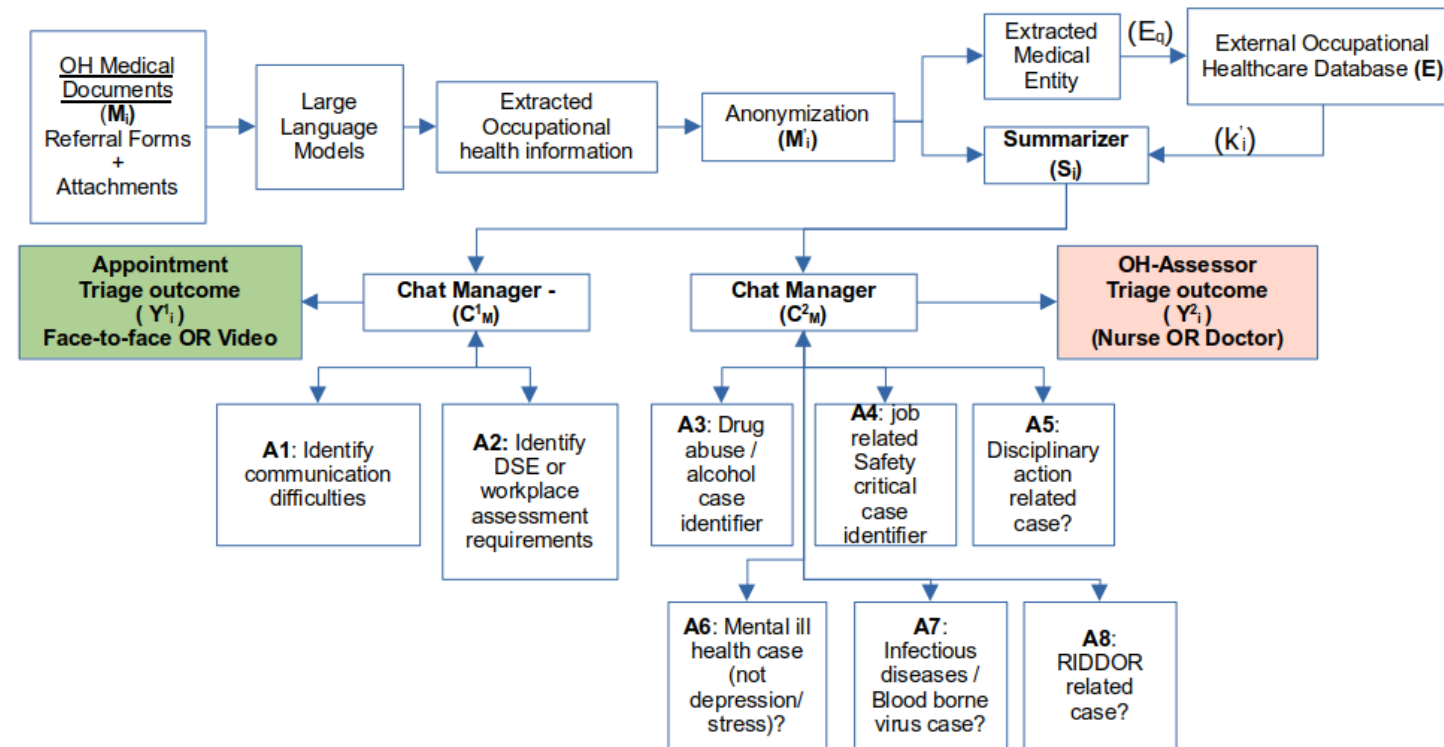 OH Medical
Documents
(Mi)
Referral Forms
+
Attachments
Large
Language
Models
Extracted
Occupational
health information
Anonymization
(M'i)
Extracted
Medical
Entity
(Eq)
External Occupational
Healthcare Database (E)
Summarizer
(Si)
(k'i)
Appointment
Triage outcome
( Y1i )
Face-to-face OR Video
Chat Manager -
(C1M)
Chat Manager
(C2M)
OH-Assessor
Triage outcome
( Y2i )
(Nurse OR Doctor)
A1: Identify
communication
difficulties
A2: Identify
DSE or
workplace
assessment
requirements
A3: Drug
abuse /
alcohol
case
identifier
A4: job
related
Safety
critical
case
identifier
A5:
Disciplinary
action
related
case?
A6: Mental ill
health case
(not
depression/
stress)?
A7:
Infectious
diseases /
Blood borne
virus case?
A8:
RIDDOR
related
case?